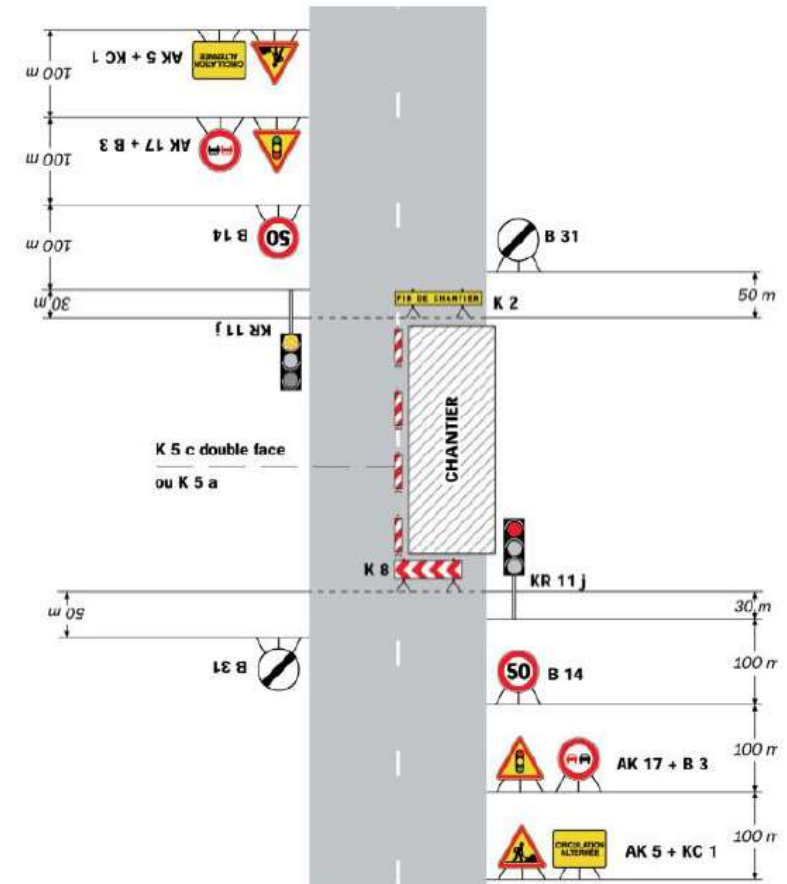 100 m
AK 5 + KC 1
CIRCULATION
ALTERNÉE
100 m
AK 17 + B 3
100 m
B 14
50
B 31
30 m
50 m
FIN DE CHANTIER
K 2
KR 11 j
CHANTIER
K 5 c double face
ou K 5 a
K 8
KR 11 j
50 m
30 m
B 31
100 m
50
B 14
100 m
AK 17 + B 3
100 m
CIRCULATION
ALTERNÉE
AK 5 + KC 1